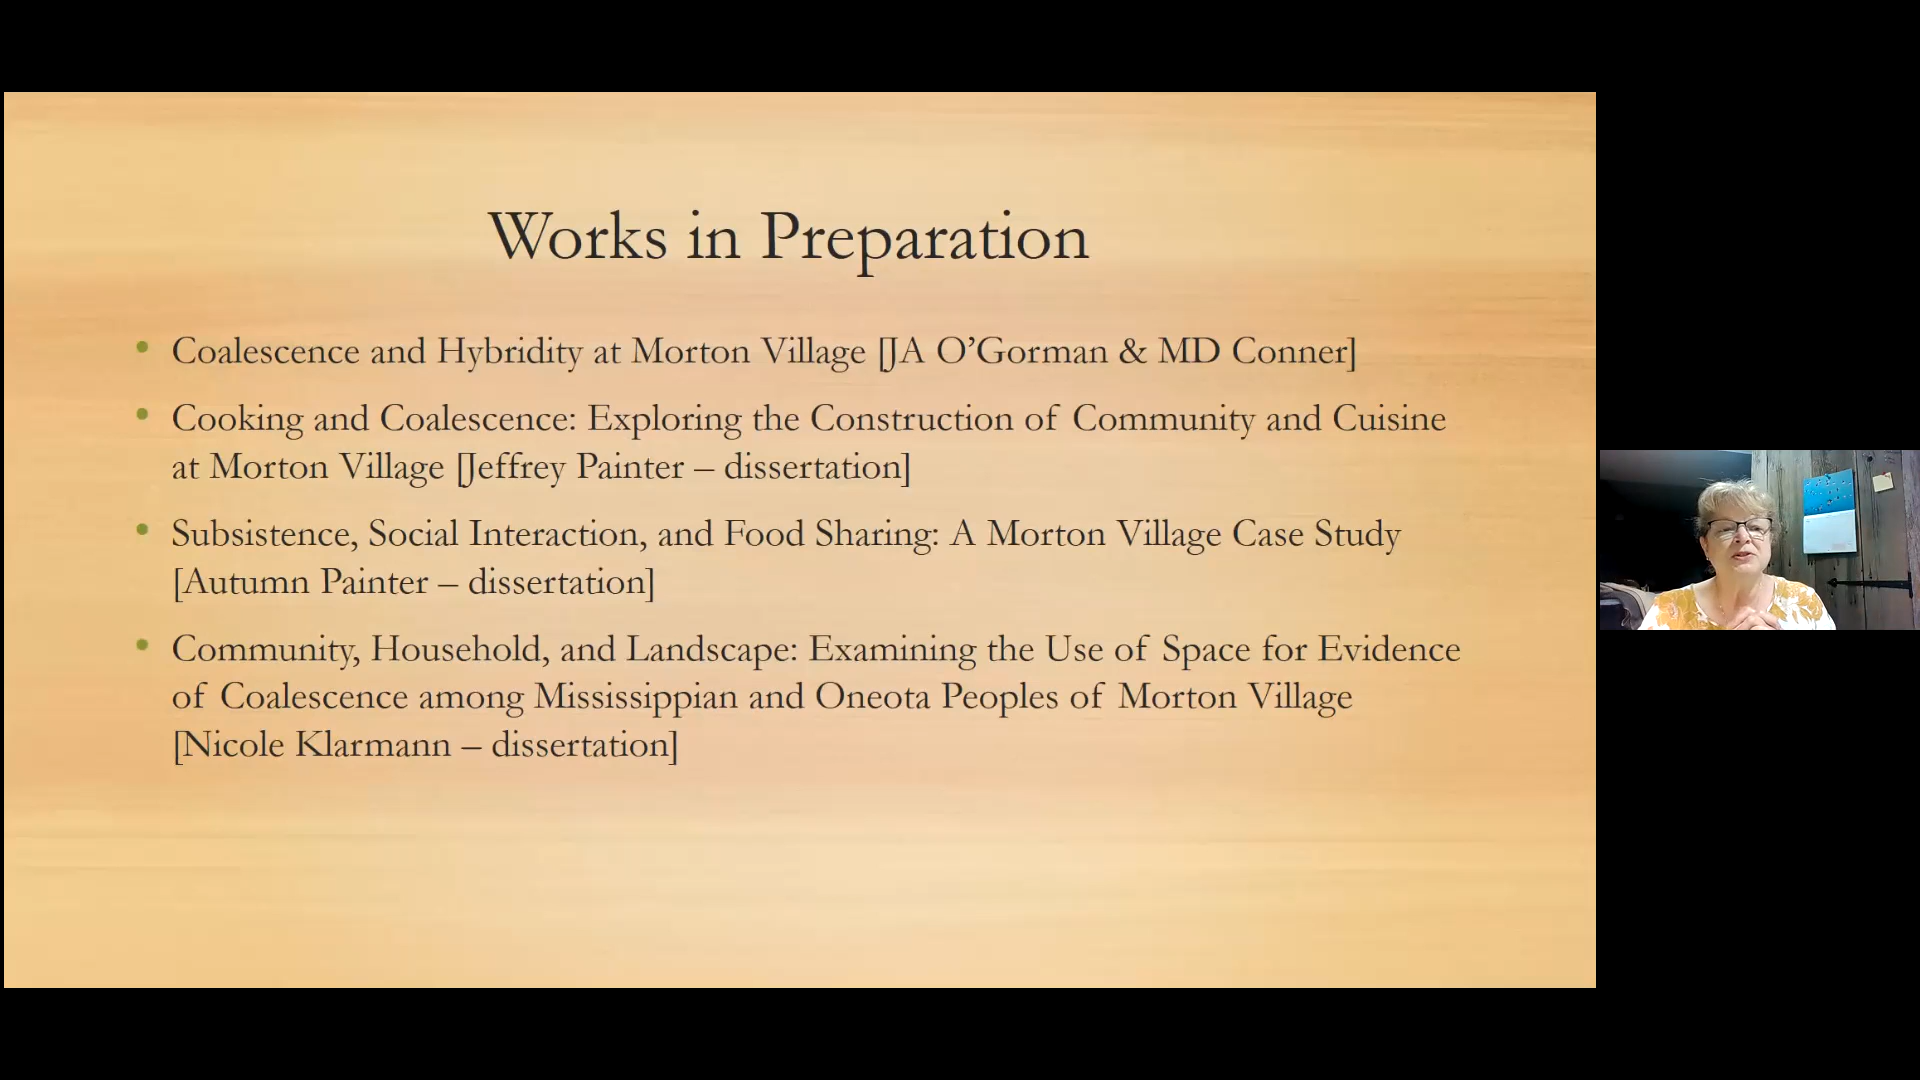 Works in Preparation
• Coalescence and Hybridity at Morton Village [JA O’Gorman & MD Conner]
• Cooking and Coalescence: Exploring the Construction of Community and Cuisine
at Morton Village [Jeffrey Painter – dissertation]
• Subsistence, Social Interaction, and Food Sharing: A Morton Village Case Study
[Autumn Painter – dissertation]
• Community, Household, and Landscape: Examining the Use of Space for Evidence
of Coalescence among Mississippian and Oneota Peoples of Morton Village
[Nicole Klarmann – dissertation]